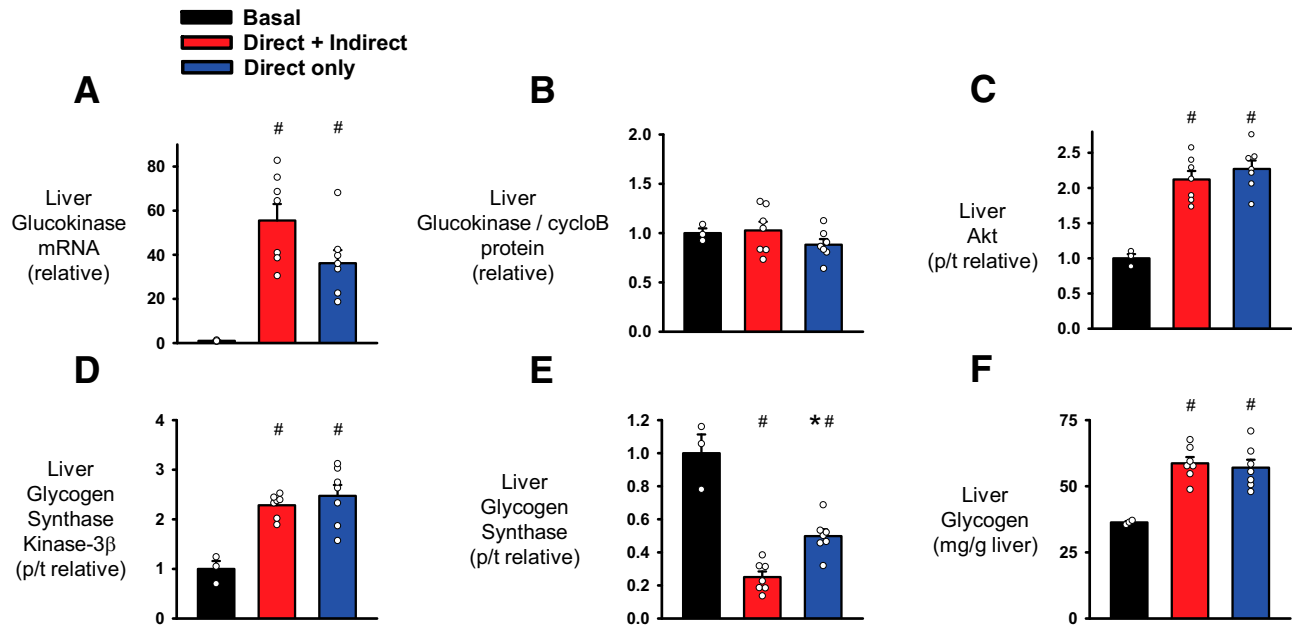 Basal
Direct + Indirect
Direct only
A
Liver
Glucokinase
mRNA
(relative)
80
60
40
20
0
#
#
B
Liver
Glucokinase / cycloB
protein
(relative)
2.0
1.5
1.0
0.5
0.0
C
Liver
Akt
(p/t relative)
2.5
2.0
1.5
1.0
0.5
0.0
#
#
D
Liver
Glycogen
Synthase
Kinase-3β
(p/t relative)
4
3
2
1
0
#
#
E
Liver
Glycogen
Synthase
(p/t relative)
1.2
1.0
0.8
0.6
0.4
0.2
0.0
#
* #
F
Liver
Glycogen
(mg/g liver)
75
50
25
0
#
#